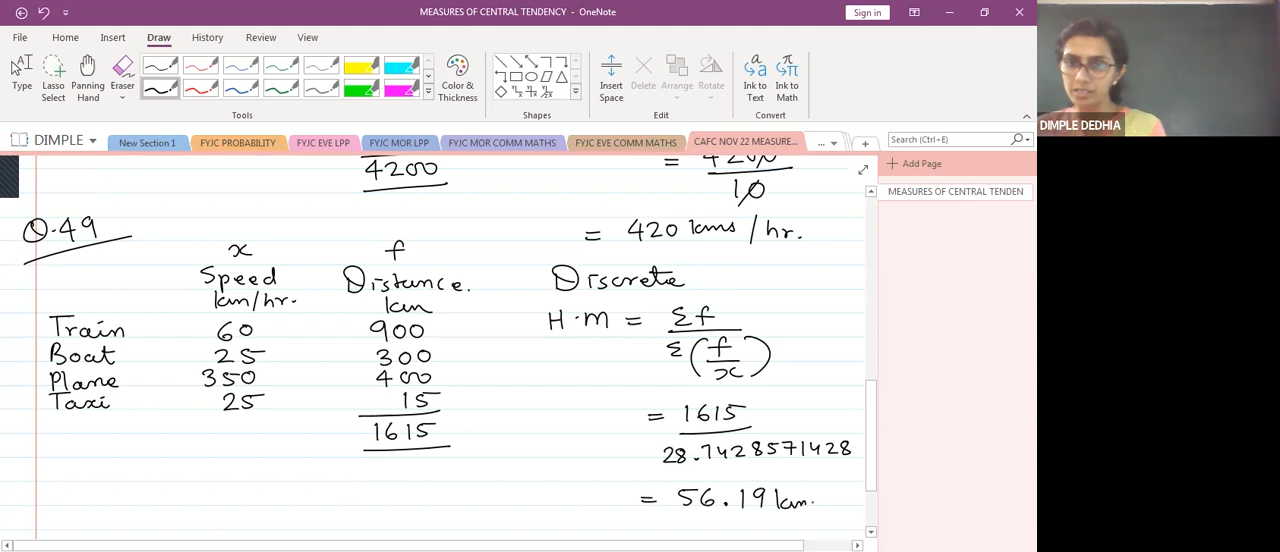 MEASURES OF CENTRAL TENDENCY - OneNote
Sign in
File Home Insert Draw History Review View
Type
Lasso Select
Panning Hand
Eraser
Color & Thickness
Insert Space
Delete
Arrange
Rotate
Ink to Text
Ink to Math
Tools
Shapes
Edit
Convert
DIMPLE
New Section 1
FYJC PROBABILITY
FYJC EVE LPP
FYJC MOR LPP
FYJC MOR COMM MATHS
FYJC EVE COMM MATHS
CAFC NOV 22 MEASURE...
Search (Ctrl+E)
Add Page
MEASURES OF CENTRAL TENDEN
DIMPLE DEDHIA
4200
= 4200
10
= 420 kms/hr.
Q.49
x f
Speed Distance.
km/hr. km
Train 60 900
Boat 25 300
Plane 350 400
Taxi 25 15
1615
Discrete
H.M = Σf
Σ(f/x)
= 1615
28.7428571428
= 56.19 km.